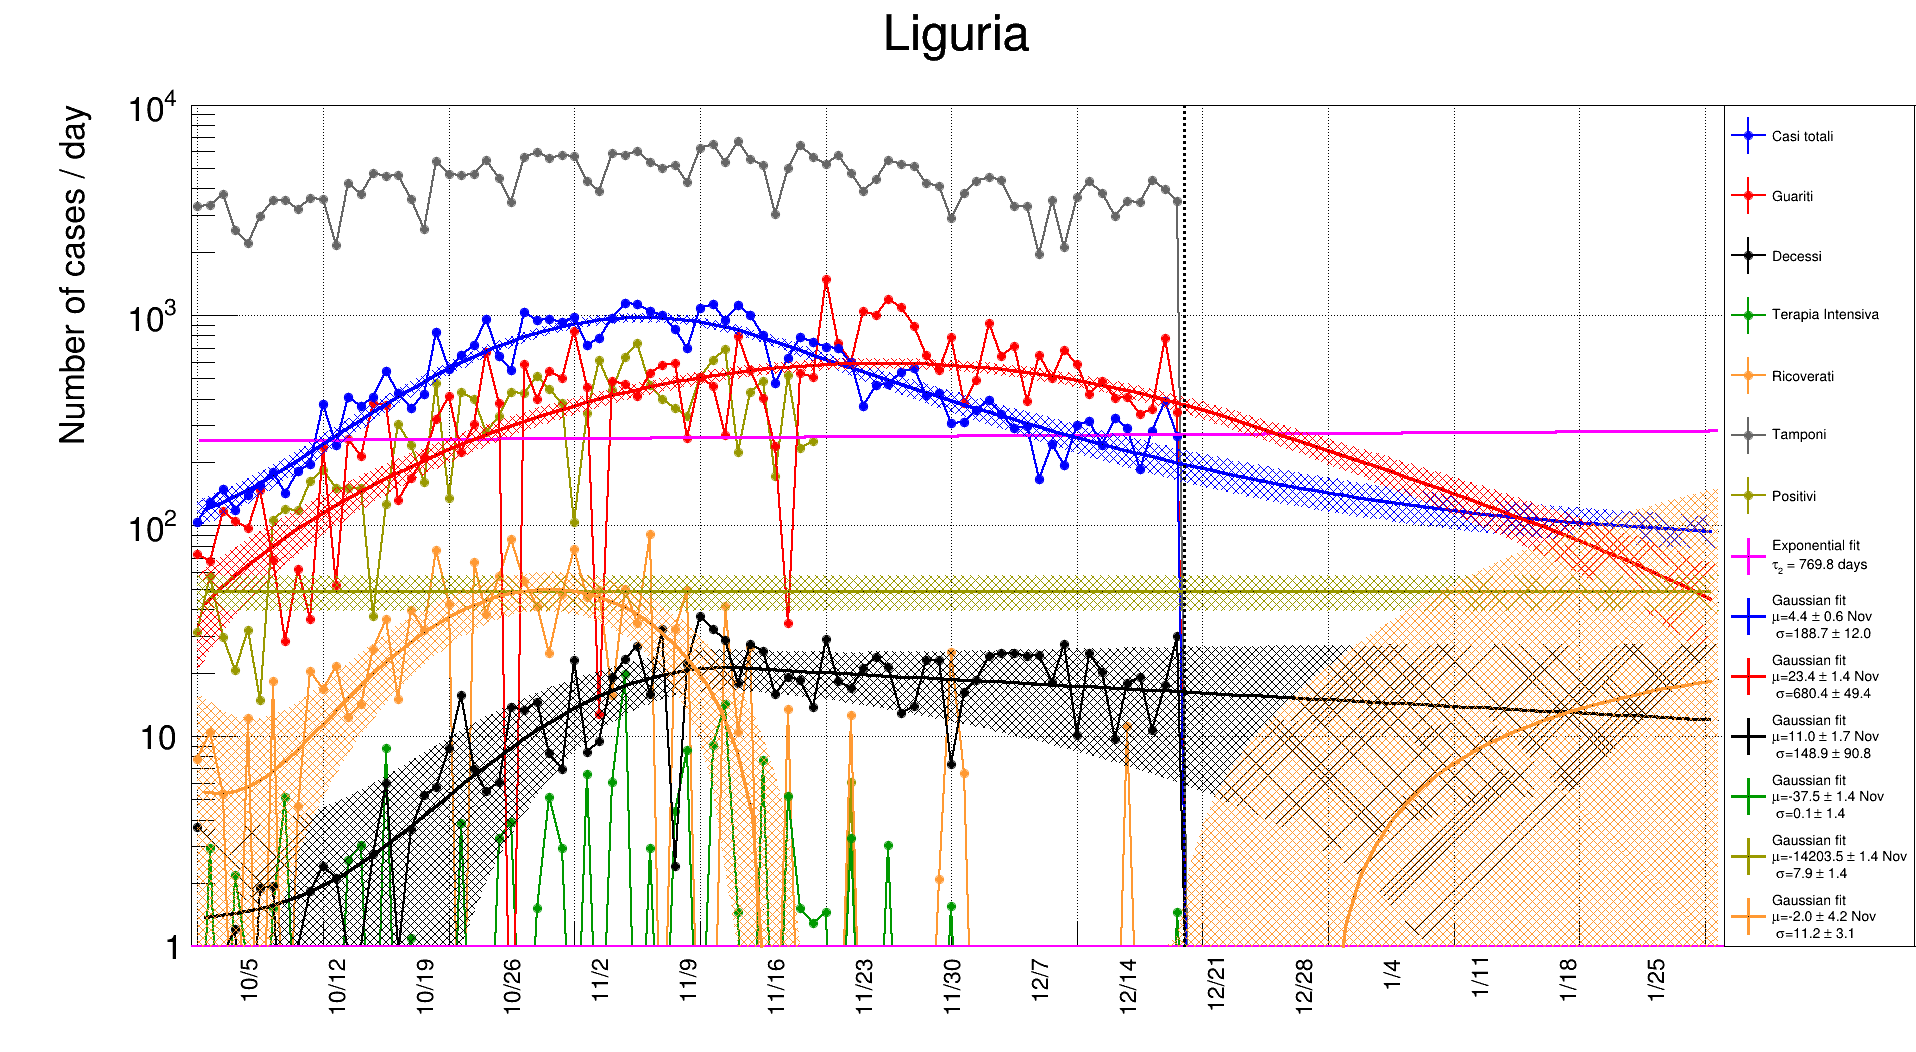 Liguria
Number of cases / day
10⁴
10³
10²
10
1
10/5
10/12
10/19
10/26
11/2
11/9
11/16
11/23
11/30
12/7
12/14
12/21
12/28
1/4
1/11
1/18
1/25
Casi totali
Guariti
Decessi
Terapia Intensiva
Ricoverati
Tamponi
Positivi
Exponential fit
τ₂ = 769.8 days
Gaussian fit
μ=4.4 ± 0.6 Nov
σ=188.7 ± 12.0
Gaussian fit
μ=23.4 ± 1.4 Nov
σ=680.4 ± 49.4
Gaussian fit
μ=11.0 ± 1.7 Nov
σ=148.9 ± 90.8
Gaussian fit
μ=-37.5 ± 1.4 Nov
σ=0.1 ± 1.4
Gaussian fit
μ=-14203.5 ± 1.4 Nov
σ=7.9 ± 1.4
Gaussian fit
μ=-2.0 ± 4.2 Nov
σ=11.2 ± 3.1